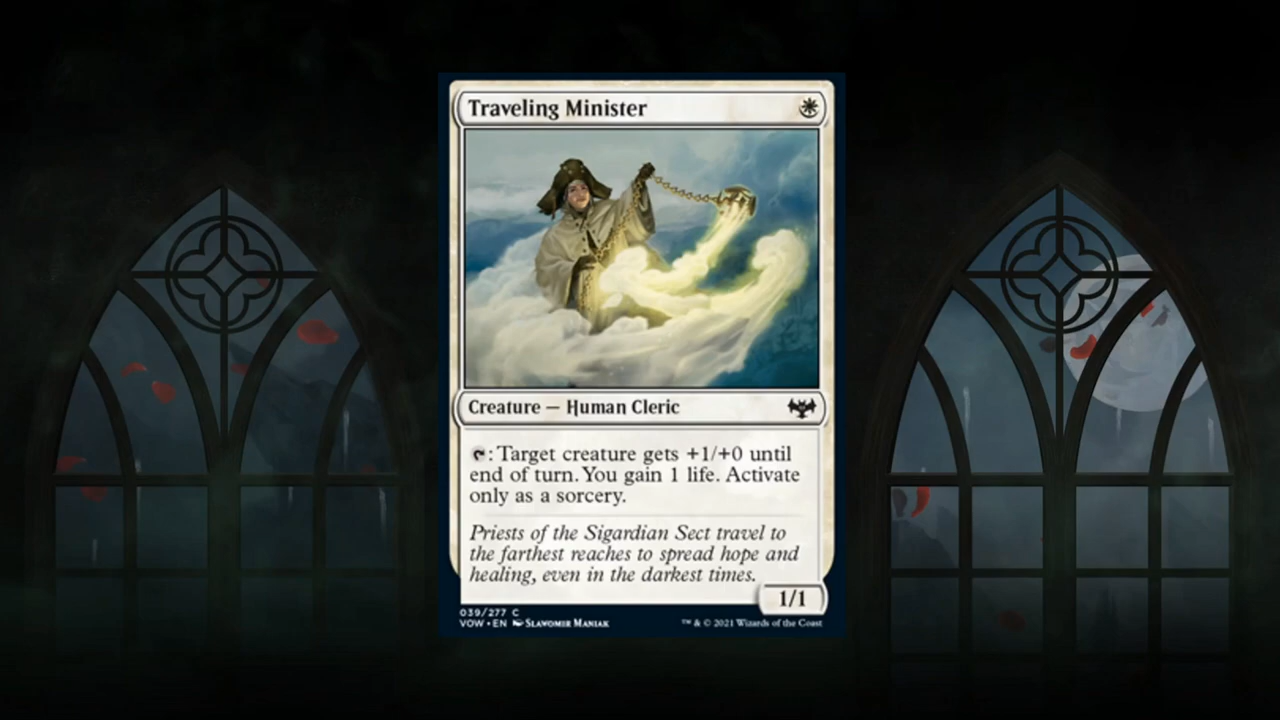 Traveling Minister
Creature — Human Cleric
: Target creature gets +1/+0 until
end of turn. You gain 1 life. Activate
only as a sorcery.
Priests of the Sigardian Sect travel to
the farthest reaches to spread hope and
healing, even in the darkest times.
1/1
039/277 C
VOW • EN Slawomir Maniak
™ & © 2021 Wizards of the Coast